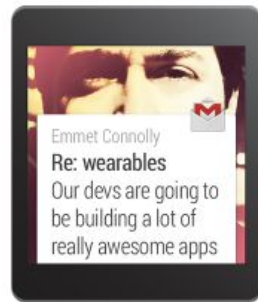 Emmet Connolly
Re: wearables
Our devs are going to
be building a lot of
really awesome apps